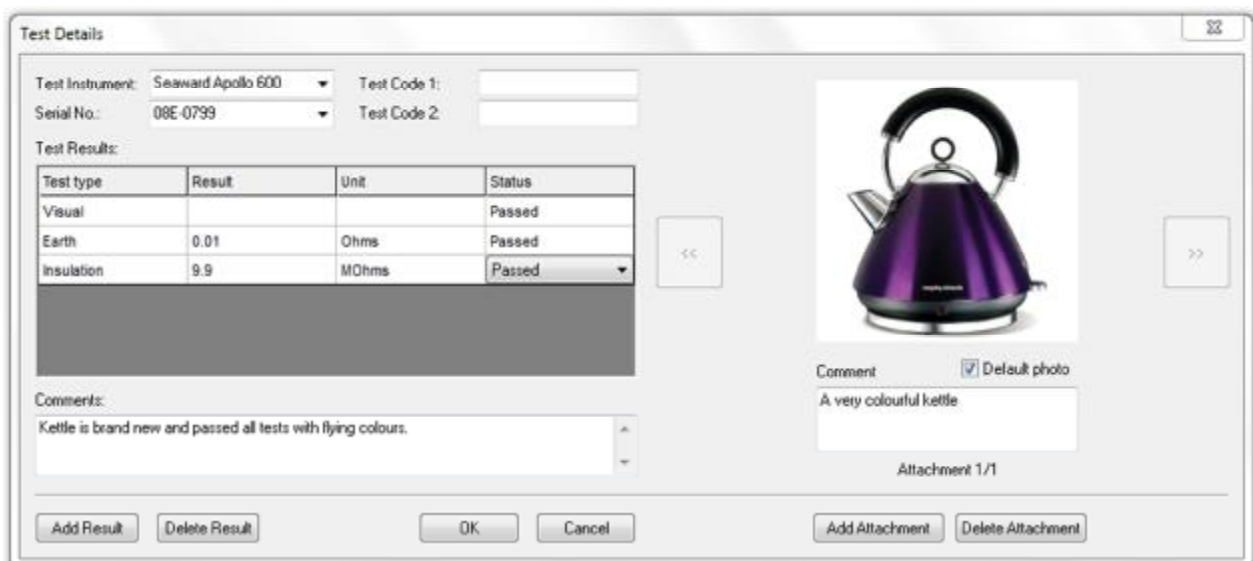 Test Details
Test Instrument: Seaward Apollo 600 Test Code 1:
Serial No.: 08E-0799 Test Code 2:
Test Results:
Test type Result Unit Status
Visual Passed
Earth 0.01 Ohms Passed
Insulation 9.9 MOhms Passed
<< >>
Comment Default photo
A very colourful kettle
Attachment 1/1
Comments:
Kettle is brand new and passed all tests with flying colours.
Add Result Delete Result OK Cancel Add Attachment Delete Attachment